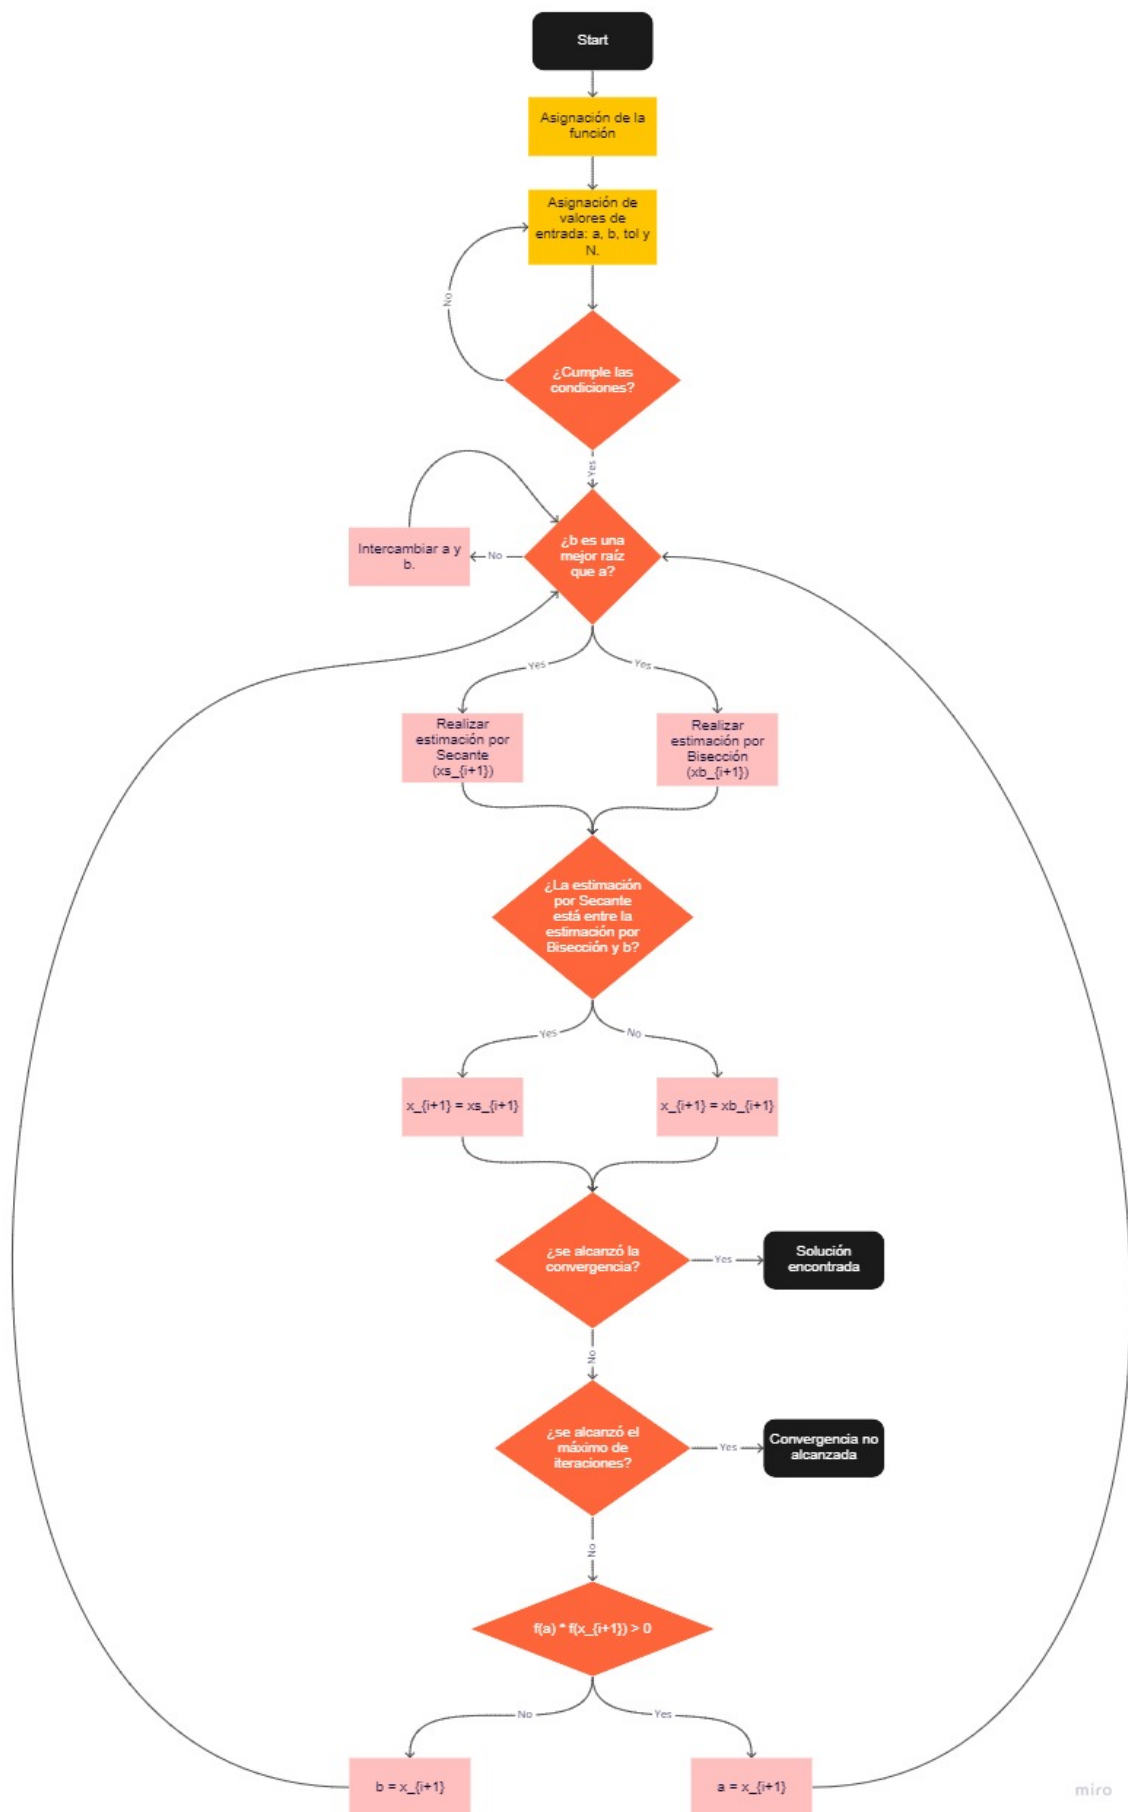 Start
Asignación de la
función
Asignación de
valores de
entrada: a, b, tol y
N.
No
¿Cumple las
condiciones?
Yes
Intercambiar a y
b.
No
¿b es una
mejor raíz
que a?
Yes
Yes
Realizar
estimación por
Secante
(xs_{i+1})
Realizar
estimación por
Bisección
(xb_{i+1})
¿La estimación
por Secante
está entre la
estimación por
Bisección y b?
Yes
No
x_{i+1} = xs_{i+1}
x_{i+1} = xb_{i+1}
¿se alcanzó la
convergencia?
Yes
Solución
encontrada
No
¿se alcanzó el
máximo de
iteraciones?
Yes
Convergencia no
alcanzada
No
f(a) * f(x_{i+1}) > 0
No
Yes
b = x_{i+1}
a = x_{i+1}
miro